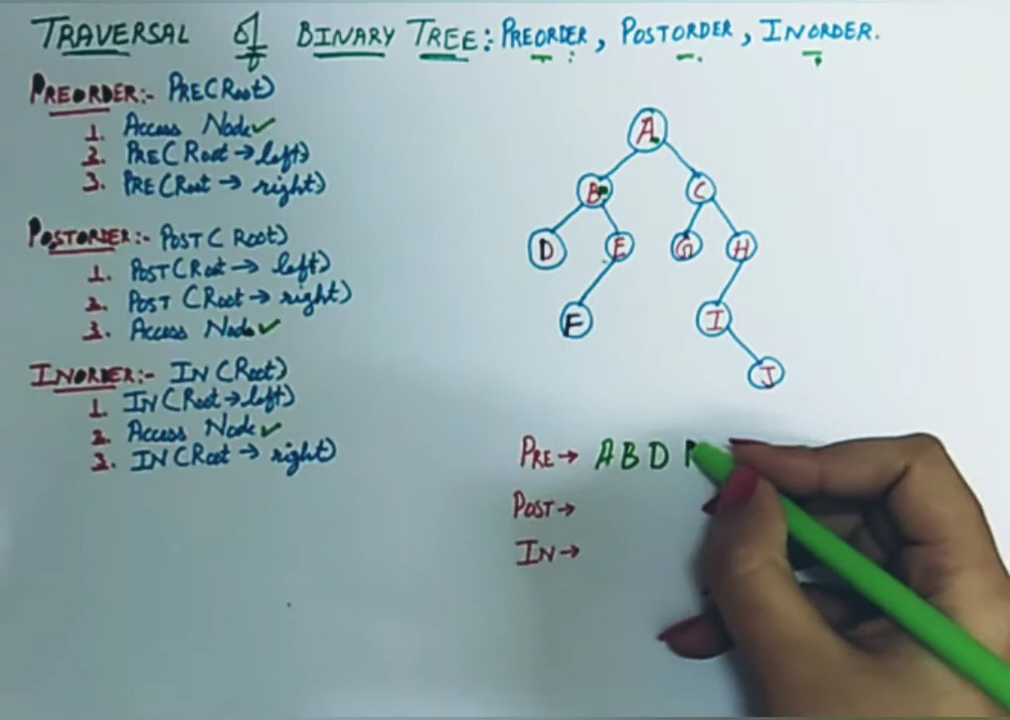 TRAVERSAL of BINARY TREE: PREORDER, POSTORDER, INORDER.
PREORDER:- PRE(Root)
1. Access Node✓
2. PRE(Root→left)
3. PRE(Root→right)
POSTORDER:- POST(Root)
1. POST(Root→left)
2. POST(Root→right)
3. Access Node✓
INORDER:- IN(Root)
1. IN(Root→left)
2. Access Node✓
3. IN(Root→right)
A
B C
D E G H
F I
J
PRE→ A B D
POST→
IN→